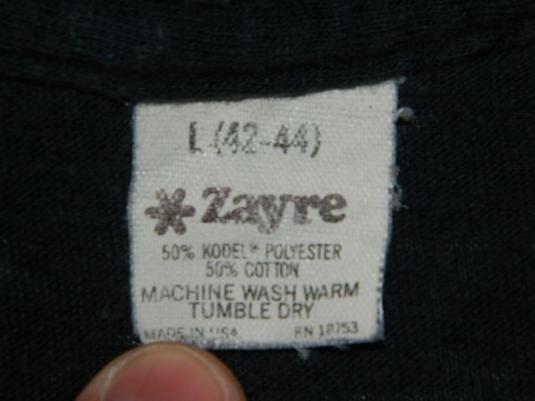 L (42-44)
Zayre
50% KODEL® POLYESTER
50% COTTON
MACHINE WASH WARM
TUMBLE DRY
MADE IN USA RN 18753